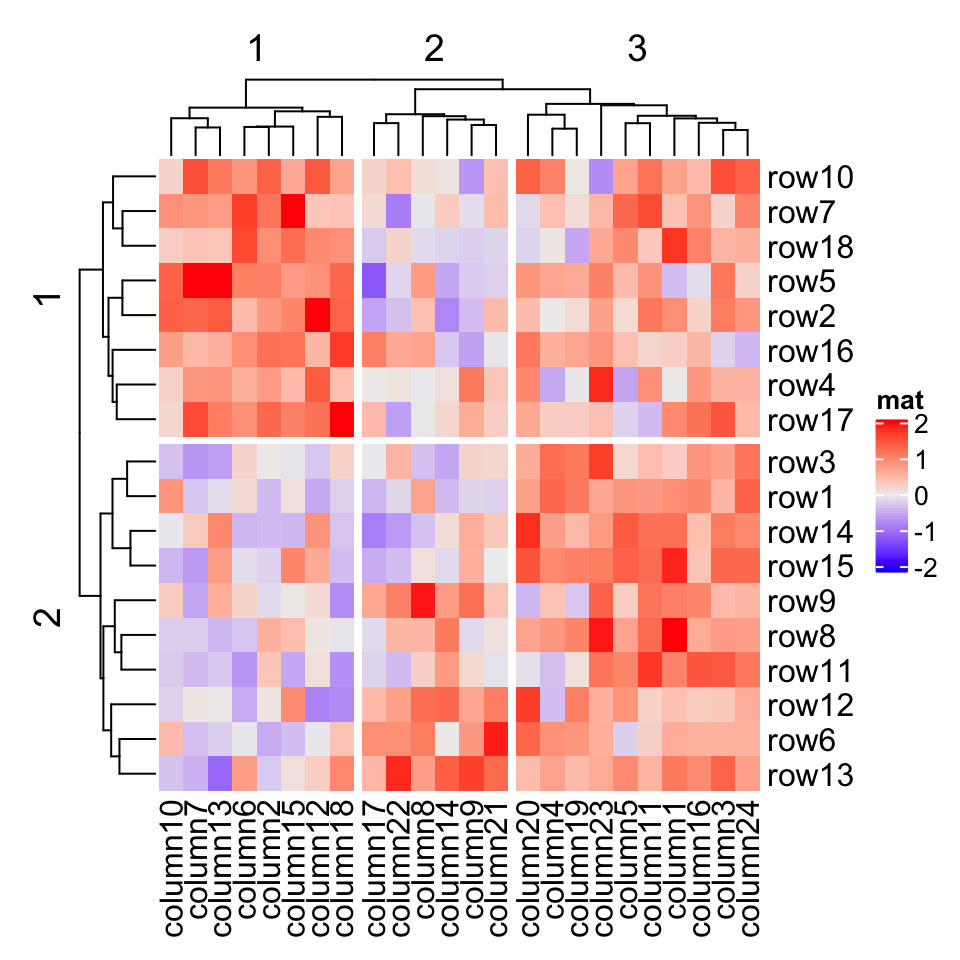 1 2 3
1
2
row10
row7
row18
row5
row2
row16
row4
row17
row3
row1
row14
row15
row9
row8
row11
row12
row6
row13
mat
2
1
0
-1
-2
column10
column7
column13
column6
column2
column15
column12
column18
column17
column22
column8
column14
column9
column21
column20
column4
column19
column23
column5
column11
column1
column16
column3
column24